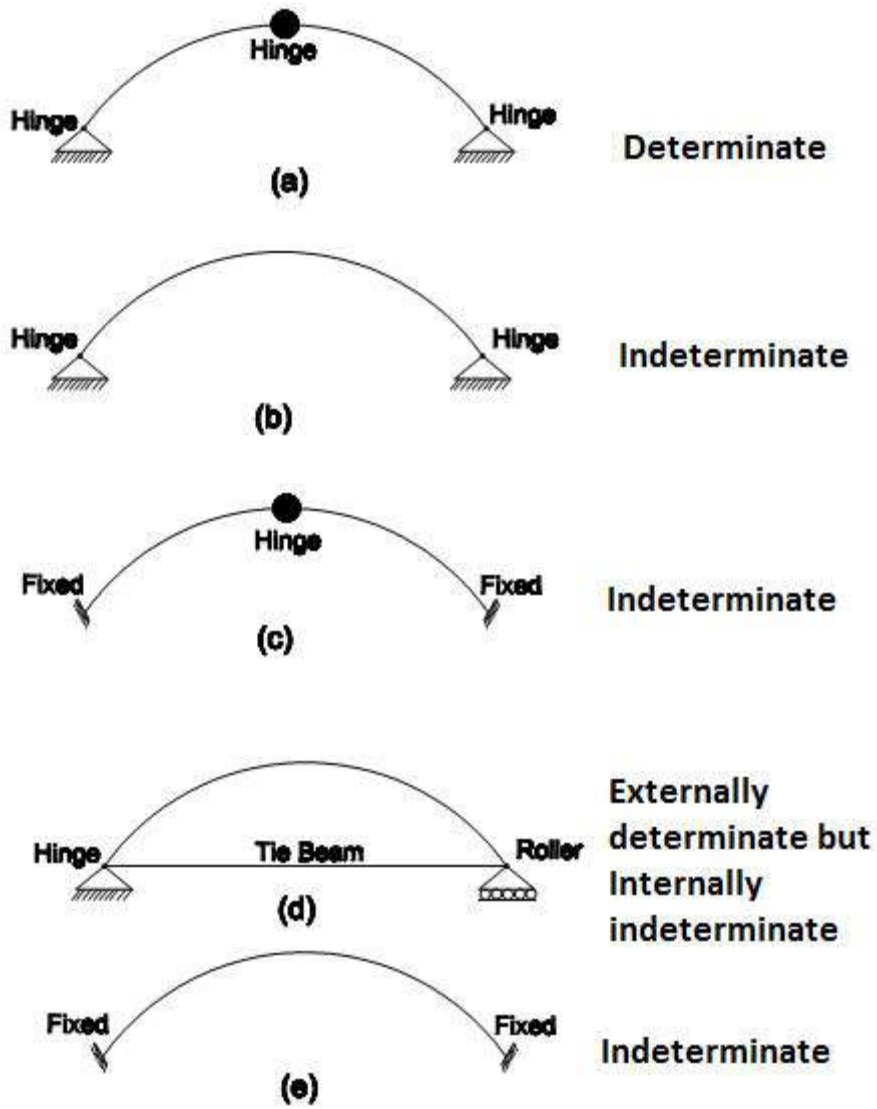 Hinge
Hinge
Hinge
Determinate
(a)
Hinge
Hinge
Indeterminate
(b)
Hinge
Fixed
Fixed
Indeterminate
(c)
Externally
determinate but
Internally
indeterminate
Hinge
Tie Beam
Roller
(d)
Fixed
Fixed
Indeterminate
(e)